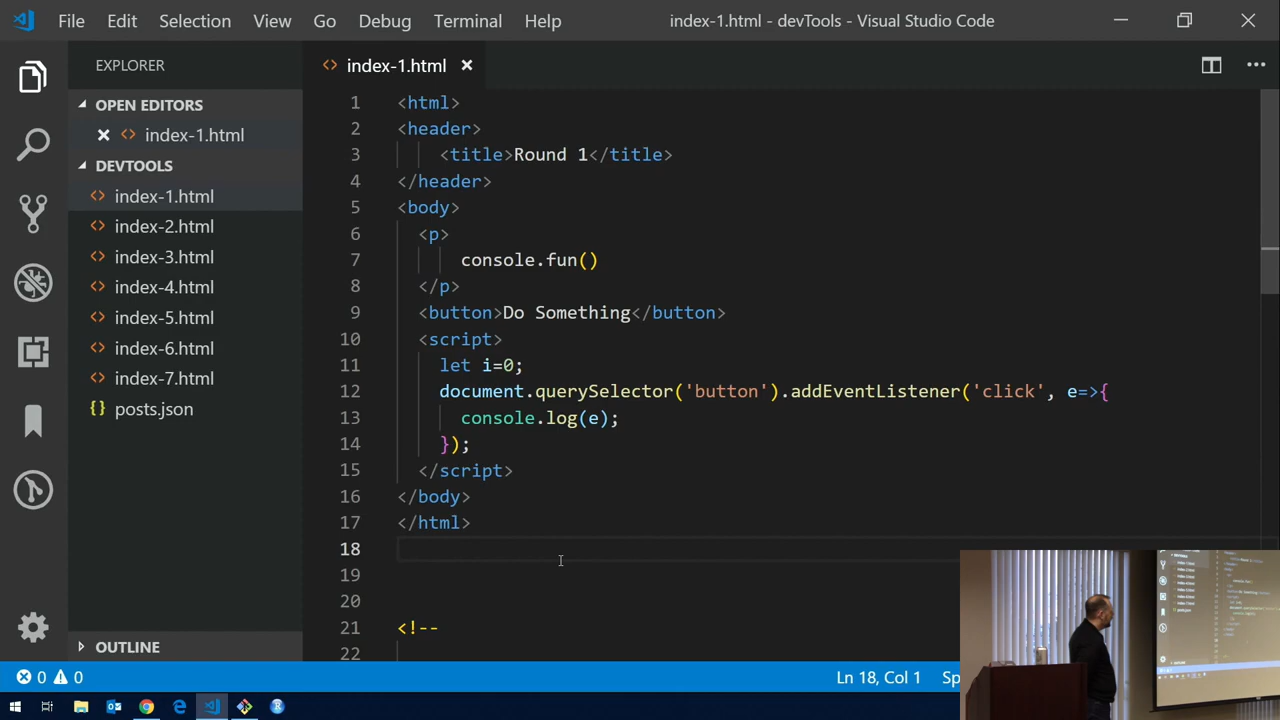 File Edit Selection View Go Debug Terminal Help
index-1.html - devTools - Visual Studio Code
EXPLORER
OPEN EDITORS
index-1.html
DEVTOOLS
index-1.html
index-2.html
index-3.html
index-4.html
index-5.html
index-6.html
index-7.html
{} posts.json
OUTLINE
index-1.html
1 <html>
2 <header>
3 <title>Round 1</title>
4 </header>
5 <body>
6 <p>
7 console.fun()
8 </p>
9 <button>Do Something</button>
10 <script>
11 let i=0;
12 document.querySelector('button').addEventListener('click', e=>{
13 console.log(e);
14 });
15 </script>
16 </body>
17 </html>
18
19
20
21 <!--
22
0 0
Ln 18, Col 1 Sp